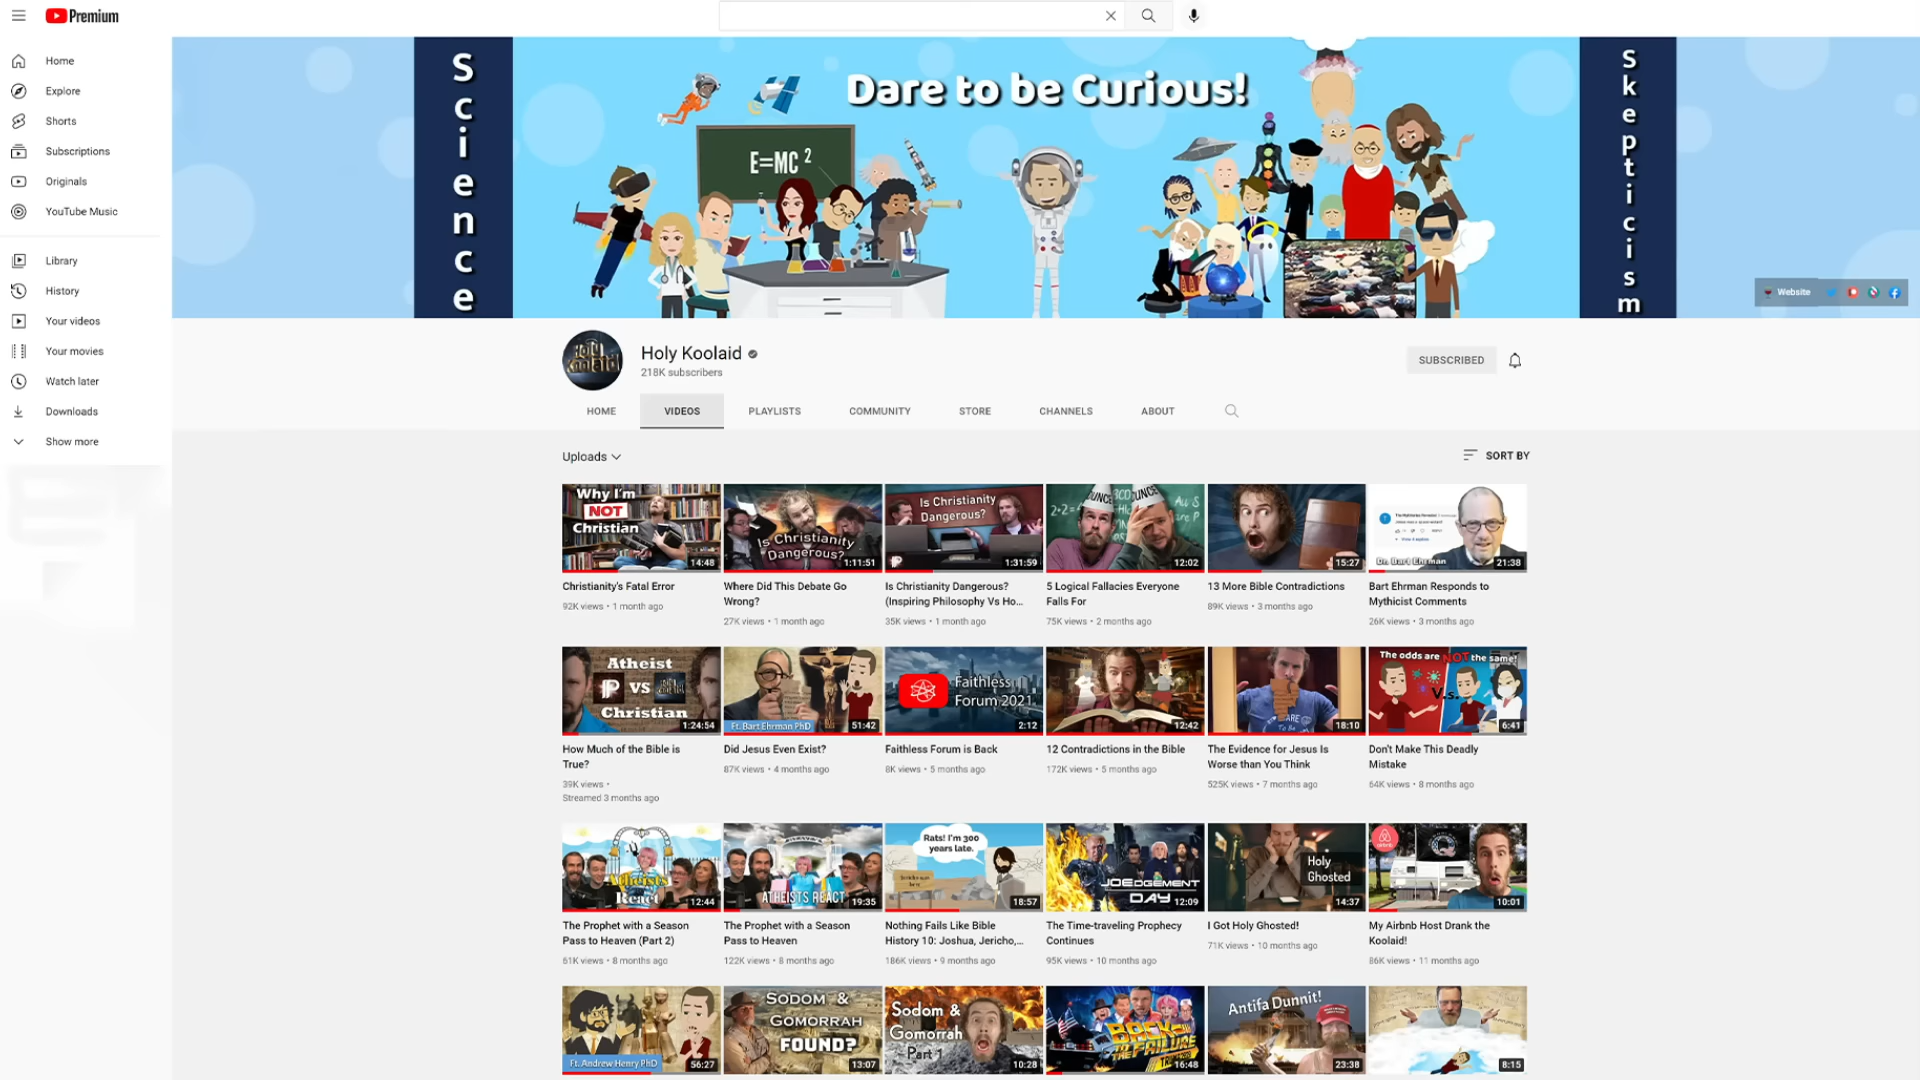 Premium
Home
Explore
Shorts
Subscriptions
Originals
YouTube Music
Library
History
Your videos
Your movies
Watch later
Downloads
Show more
Science
Dare to be Curious!
E=MC 2
Skepticism
Website
Holy Koolaid
Holy Koolaid
218K subscribers
SUBSCRIBED
HOME
VIDEOS
PLAYLISTS
COMMUNITY
STORE
CHANNELS
ABOUT
Uploads
SORT BY
Why I'm
NOT
Christian
14:48
Is Christianity
Dangerous?
1:11:51
Is Christianity
Dangerous?
1:31:59
12:02
15:27
Dr. Bart Ehrman
21:38
Christianity's Fatal Error
92K views • 1 month ago
Where Did This Debate Go
Wrong?
27K views • 1 month ago
Is Christianity Dangerous?
(Inspiring Philosophy Vs Ho...
35K views • 1 month ago
5 Logical Fallacies Everyone
Falls For
75K views • 2 months ago
13 More Bible Contradictions
89K views • 3 months ago
Bart Ehrman Responds to
Mythicist Comments
26K views • 3 months ago
Atheist
VS
Christian
1:24:54
Ft. Bart Ehrman PhD
51:42
Faithless
Forum 2021
2:12
12:42
18:10
The odds are NOT the same!
V.s.
6:41
How Much of the Bible is
True?
39K views •
Streamed 3 months ago
Did Jesus Even Exist?
87K views • 4 months ago
Faithless Forum is Back
8K views • 5 months ago
12 Contradictions in the Bible
172K views • 5 months ago
The Evidence for Jesus Is
Worse than You Think
525K views • 7 months ago
Don't Make This Deadly
Mistake
64K views • 8 months ago
Atheists
React
12:44
ATHEISTS REACT
19:35
Rats! I'm 300
years late.
18:57
JOEDGEMENT
DAY
12:09
Holy
Ghosted
14:37
airbnb
10:01
The Prophet with a Season
Pass to Heaven (Part 2)
61K views • 8 months ago
The Prophet with a Season
Pass to Heaven
122K views • 8 months ago
Nothing Fails Like Bible
History 10: Joshua, Jericho,...
186K views • 9 months ago
The Time-traveling Prophecy
Continues
95K views • 10 months ago
I Got Holy Ghosted!
71K views • 10 months ago
My Airbnb Host Drank the
Koolaid!
86K views • 11 months ago
Ft. Andrew Henry PhD
56:27
SODOM &
GOMORRAH
FOUND?
13:07
Sodom &
Gomorrah
Part 1
10:28
BACK
TO THE FAILURE
16:48
Antifa Dunnit!
23:38
8:15